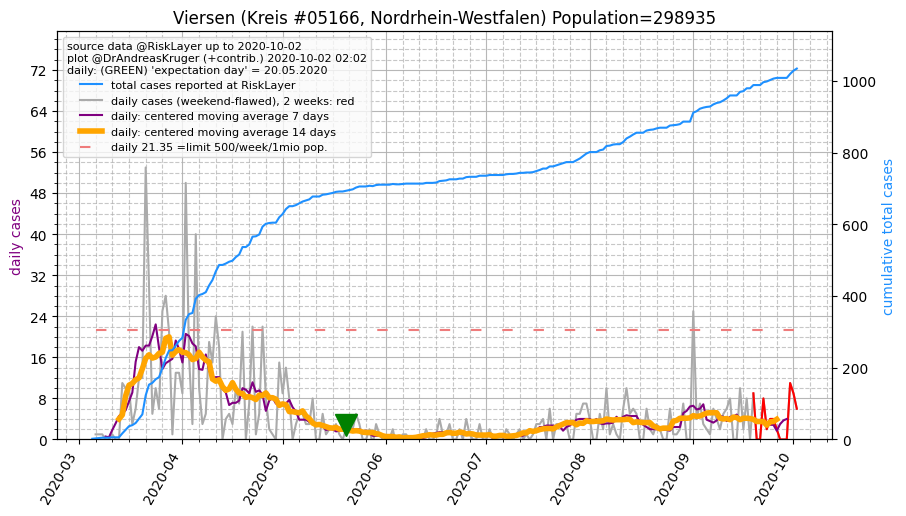 Viersen (Kreis #05166, Nordrhein-Westfalen) Population=298935
source data @RiskLayer up to 2020-10-02
plot @DrAndreasKruger (+contrib.) 2020-10-02 02:02
daily: (GREEN) 'expectation day' = 20.05.2020
total cases reported at RiskLayer
daily cases (weekend-flawed), 2 weeks: red
daily: centered moving average 7 days
daily: centered moving average 14 days
daily 21.35 =limit 500/week/1mio pop.
daily cases
72
64
56
48
40
32
24
16
8
0
cumulative total cases
1000
800
600
400
200
0
2020-03
2020-04
2020-05
2020-06
2020-07
2020-08
2020-09
2020-10